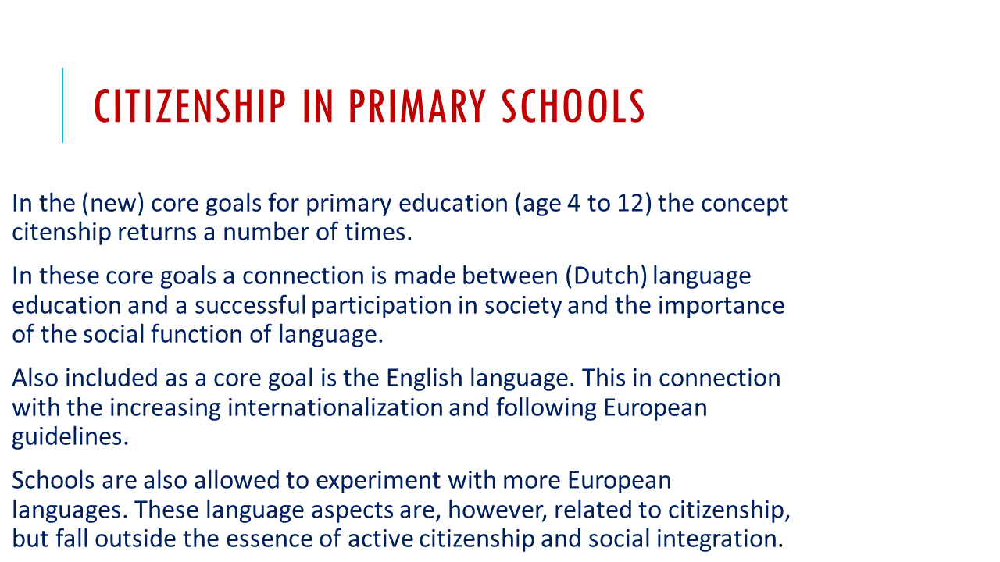 CITIZENSHIP IN PRIMARY SCHOOLS
In the (new) core goals for primary education (age 4 to 12) the concept
citenship returns a number of times.
In these core goals a connection is made between (Dutch) language
education and a successful participation in society and the importance
of the social function of language.
Also included as a core goal is the English language. This in connection
with the increasing internationalization and following European
guidelines.
Schools are also allowed to experiment with more European
languages. These language aspects are, however, related to citizenship,
but fall outside the essence of active citizenship and social integration.